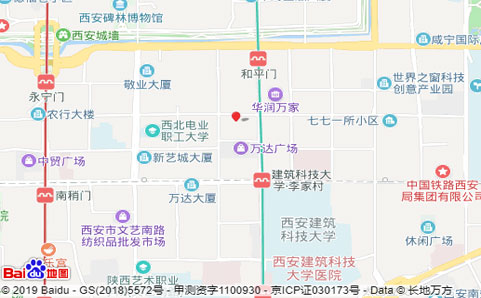 西安碑林博物馆
西安城墙
咸宁国际
和平门
敬业大厦
世界之窗科技
创意产业园
永宁门
华润万家
农行大楼
七七一所小区
西北电业
职工大学
万达广场
中贸广场
新艺城大厦
中国铁路西安
局集团有限公
建筑科技大
学·李家村
南稍门
万达大厦
西安市文艺南路
纺织品批发市场
西安建筑
科技大学
休闲广场
乐宫
西安建筑科技
大学医院
陕西艺术职业
Baidu地图
© 2019 Baidu - GS(2018)5572号 - 甲测资字1100930 - 京ICP证030173号 - Data © 长地万方